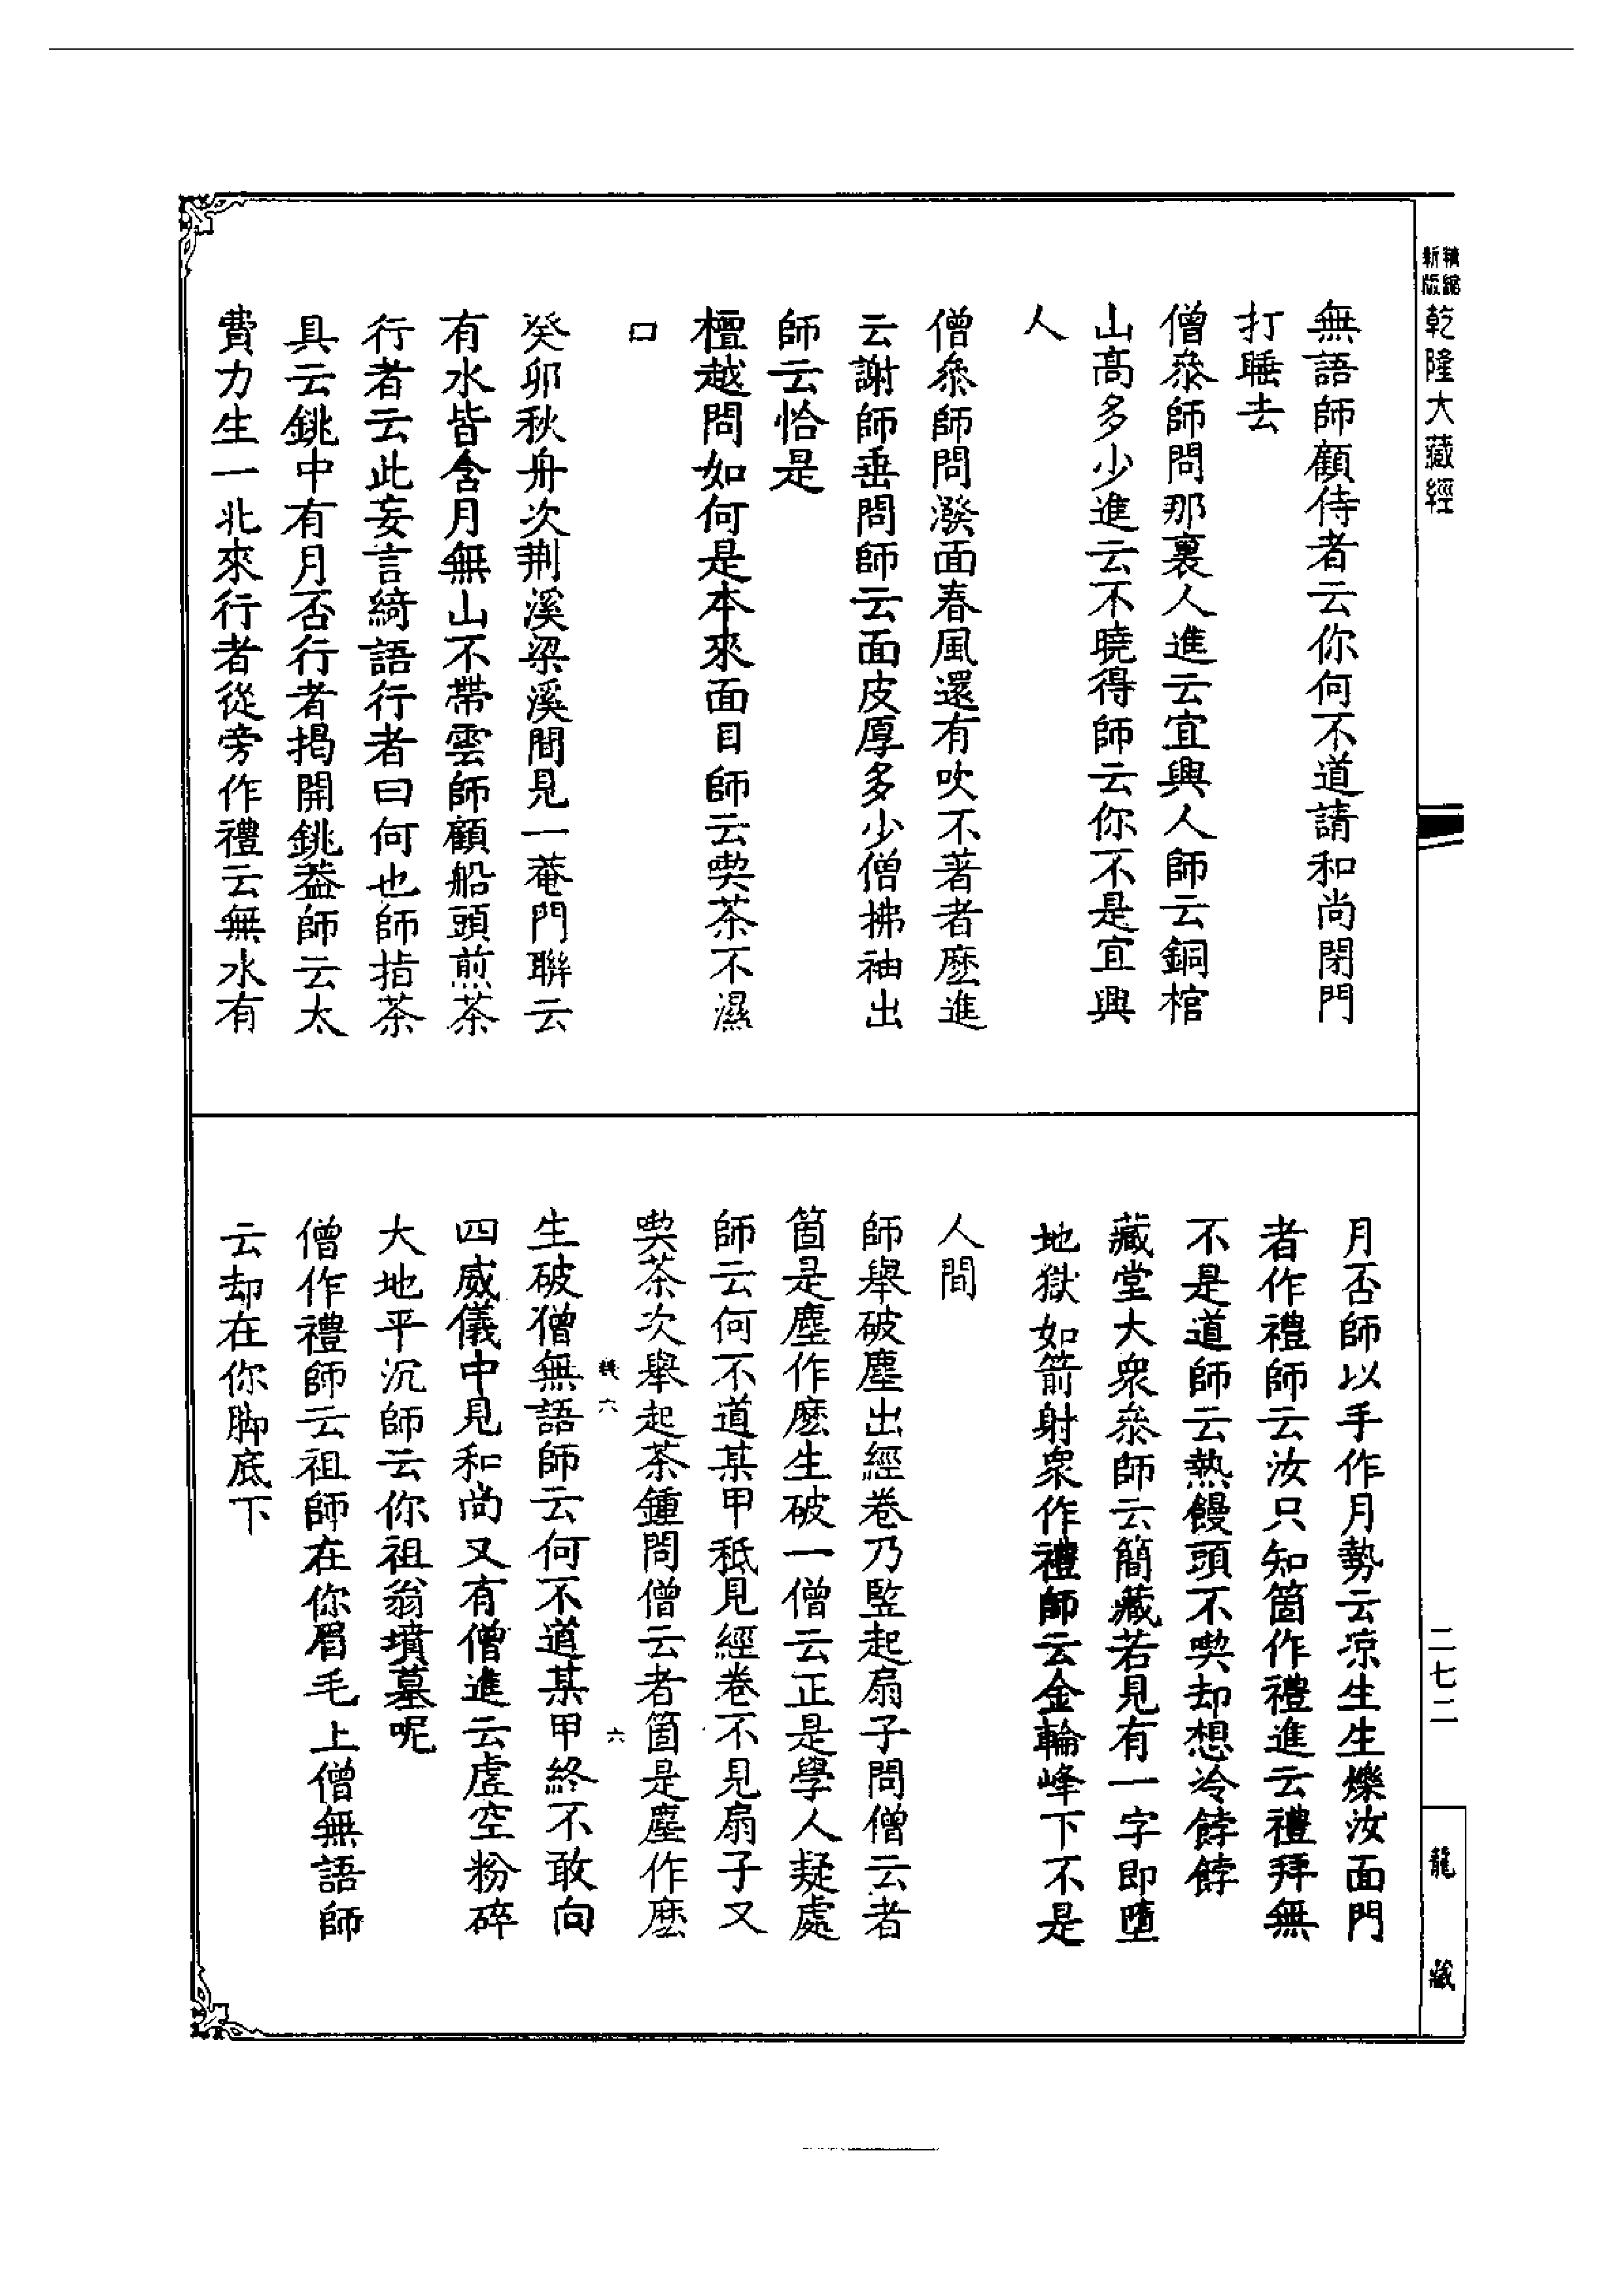 精縮
新版
乾隆大藏經
無語師顧侍者云你何不道請和尚閉門
打睡去
僧叅師問那裏人進云宜興人師云銅棺
山髙多少進云不曉得師云你不是宜興
人
僧叅師問潑面春風還有吹不著者麽進
云謝師垂問師云面皮厚多少僧拂袖出
師云恰是
檀越問如何是本來面目師云喫茶不濕
口
癸卯秋舟次荆溪梁溪間見一菴門聯云
有水皆含月無山不帶雲師顧船頭煎茶
行者云此妄言綺語行者曰何也師指茶
具云銚中有月否行者揭開銚葢師云太
費力生一北來行者從旁作禮云無水有
月否師以手作月勢云凉生生爍汝面門
者作禮師云汝只知箇作禮進云禮拜無
不是道師云熱饅頭不喫却想冷餑餑
藏堂大衆叅師云簡藏若見有一字即墮
地獄如箭射衆作禮師云金輪峰下不是
人間
師舉破塵出經卷乃竪起扇子問僧云者
箇是塵作麽生破一僧云正是學人疑處
師云何不道某甲秖見經卷不見扇子又
喫茶次舉起茶鍾問僧云者箇是塵作麽
六
六
生破僧無語師云何不道某甲終不敢向
四威儀中見和尚又有僧進云虛空粉碎
大地平沉師云你祖翁墳墓呢
僧作禮師云祖師在你眉毛上僧無語師
云却在你脚底下
二七二
龍藏